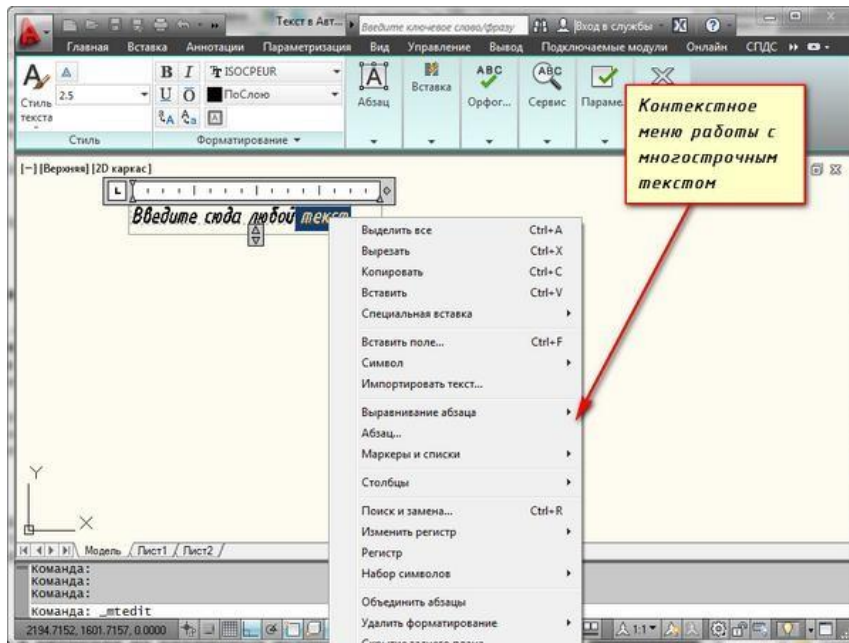 Текст в Авт...
Введите ключевое слово/фразу
Вход в службы
Главная Вставка Аннотации Параметризация Вид Управление Вывод Подключаемые модули Онлайн СПДС
Стиль текста
2.5
ISOCPEUR
ПоСлою
Абзац
Вставка
ABC
Орфог...
ABC
Сервис
Параме
Стиль
Форматирование
Контекстное
меню работы с
многострочным
текстом
[−] [Верхняя] [2D каркас]
Введите сюда любой текст
Выделить все Ctrl+A
Вырезать Ctrl+X
Копировать Ctrl+C
Вставить Ctrl+V
Специальная вставка
Вставить поле... Ctrl+F
Символ
Импортировать текст...
Выравнивание абзаца
Абзац...
Маркеры и списки
Столбцы
Поиск и замена... Ctrl+R
Изменить регистр
Регистр
Набор символов
Объединить абзацы
Удалить форматирование
Y
X
Модель Лист1 Лист2
Команда:
Команда:
Команда:
Команда: _mtedit
2194.7152, 1601.7157, 0.0000
1:1